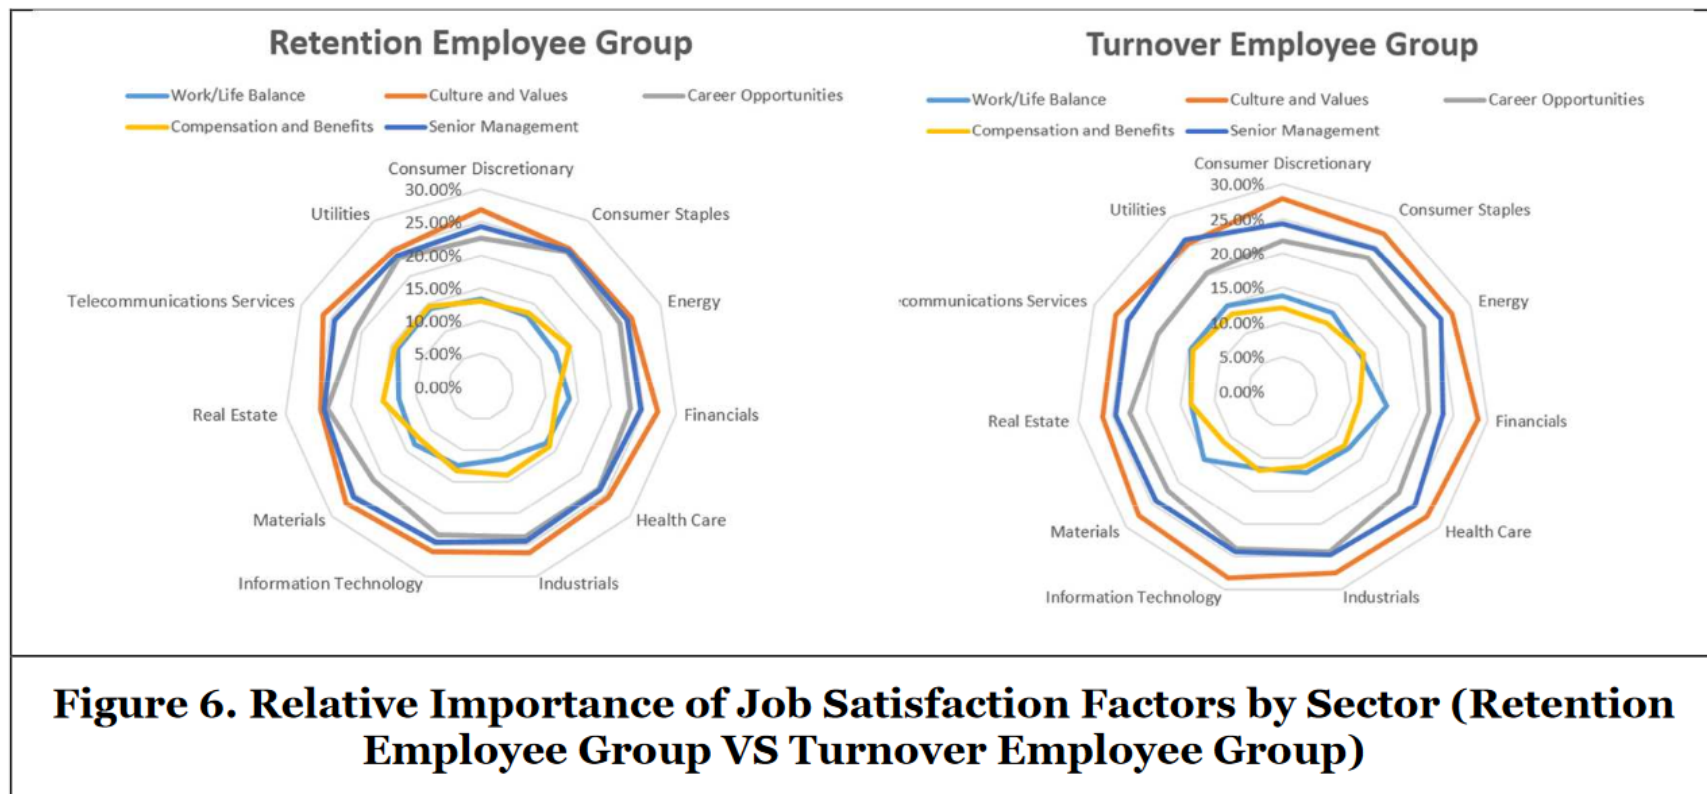 Retention Employee Group
Work/Life Balance
Culture and Values
Career Opportunities
Compensation and Benefits
Senior Management
Consumer Discretionary
30.00%
25.00%
20.00%
15.00%
10.00%
5.00%
0.00%
Consumer Staples
Energy
Financials
Health Care
Industrials
Information Technology
Materials
Real Estate
Telecommunications Services
Utilities
Turnover Employee Group
Work/Life Balance
Culture and Values
Career Opportunities
Compensation and Benefits
Senior Management
Consumer Discretionary
30.00%
25.00%
20.00%
15.00%
10.00%
5.00%
0.00%
Consumer Staples
Energy
Financials
Health Care
Industrials
Information Technology
Materials
Real Estate
ecommunications Services
Utilities
Figure 6. Relative Importance of Job Satisfaction Factors by Sector (Retention
Employee Group VS Turnover Employee Group)